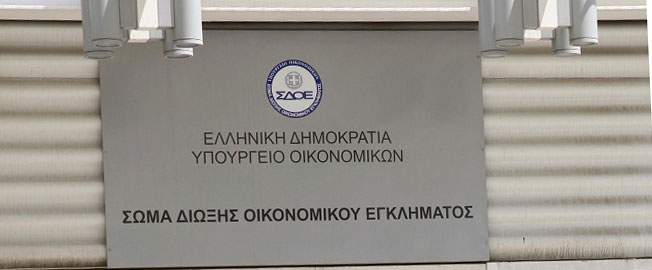 ΣΔΟΕ
ΕΛΛΗΝΙΚΗ ΔΗΜΟΚΡΑΤΙΑ
ΥΠΟΥΡΓΕΙΟ ΟΙΚΟΝΟΜΙΚΩΝ
ΣΩΜΑ ΔΙΩΞΗΣ ΟΙΚΟΝΟΜΙΚΟΥ ΕΓΚΛΗΜΑΤΟΣ